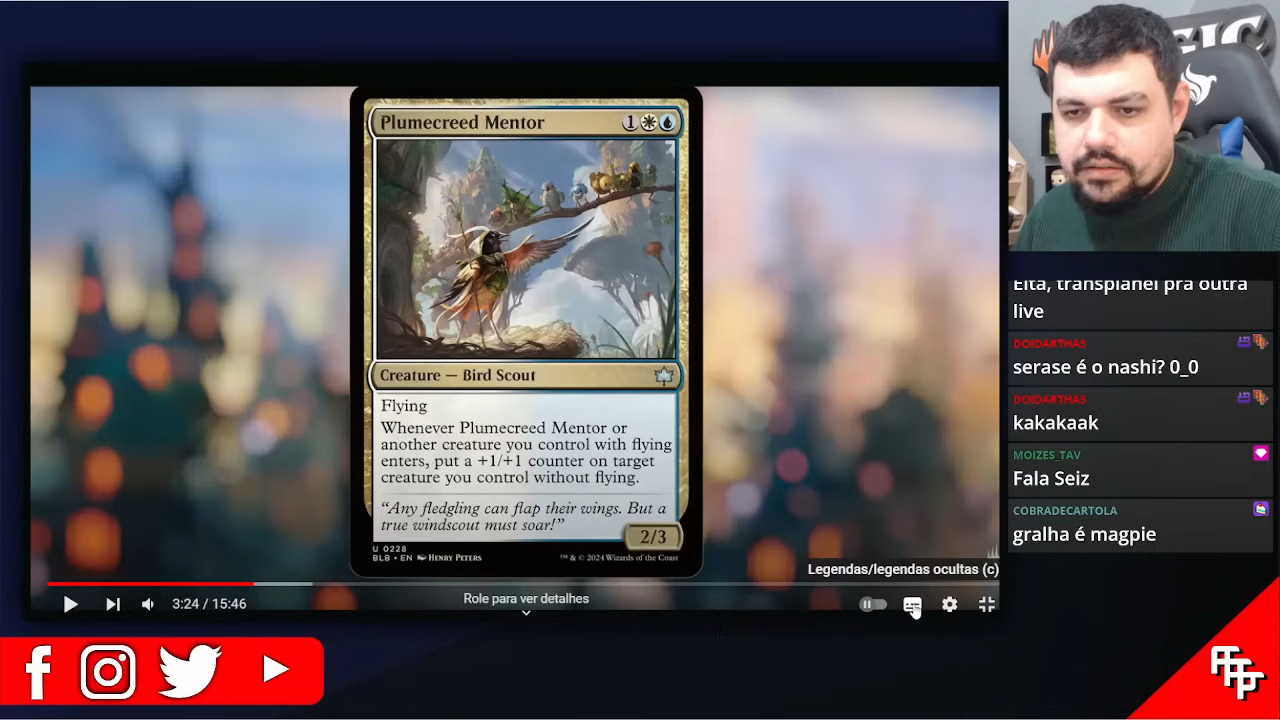 Plumecreed Mentor
1
Creature — Bird Scout
Flying
Whenever Plumecreed Mentor or
another creature you control with flying
enters, put a +1/+1 counter on target
creature you control without flying.
“Any fledgling can flap their wings. But a
true windscout must soar!”
2/3
U 0228
BLB • EN HENRY PETERS
™ & © 2024 Wizards of the Coast
Legendas/legendas ocultas (c)
3:24 / 15:46
Role para ver detalhes
Eita, transplanei pra outra
live
DOIDARTHAS
serase é o nashi? 0_0
DOIDARTHAS
kakakaak
MOIZES_TAV
Fala Seiz
COBRADECARTOLA
gralha é magpie